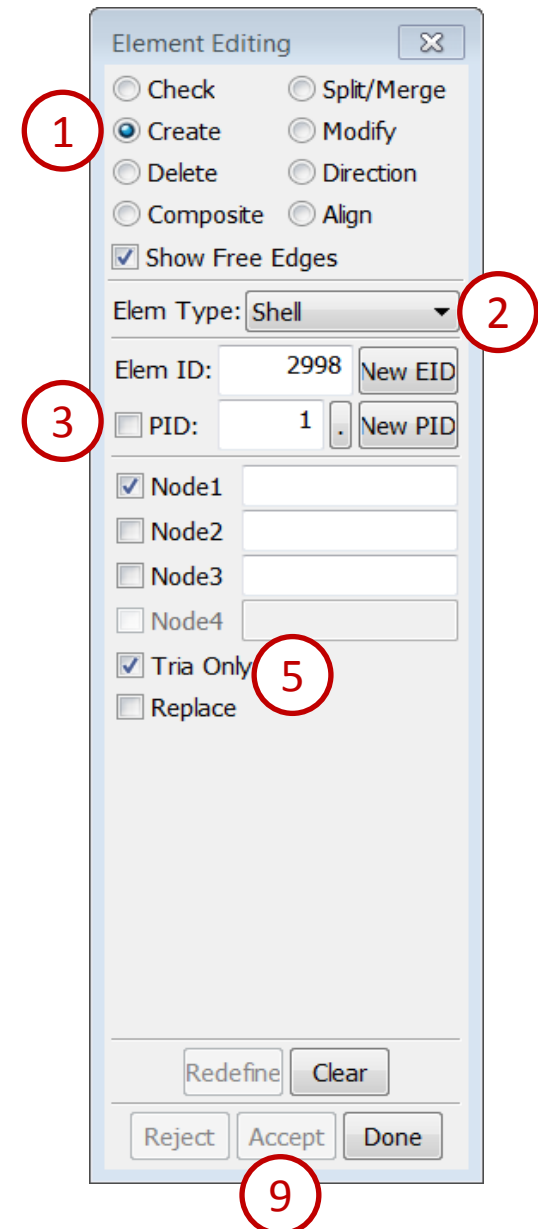 Element Editing
Check Split/Merge
1 Create Modify
Delete Direction
Composite Align
Show Free Edges
Elem Type: Shell 2
Elem ID: 2998 New EID
3 PID: 1 . New PID
Node1
Node2
Node3
Node4
Tria Only 5
Replace
Redefine Clear
Reject Accept Done
9